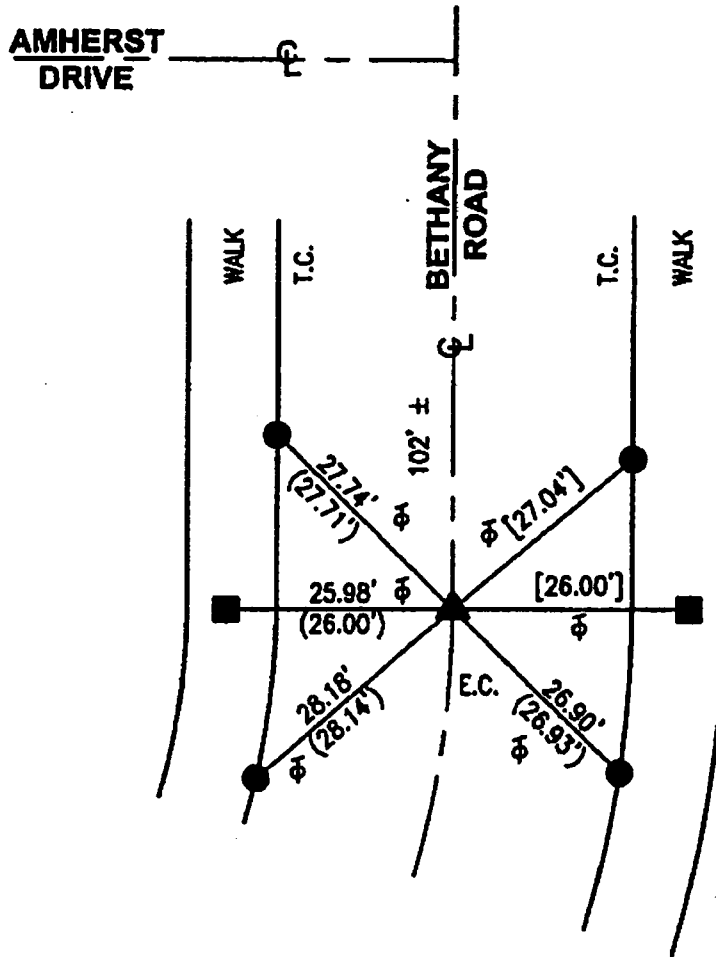 AMHERST
DRIVE
℄
BETHANY
ROAD
WALK
T.C.
T.C.
WALK
℄
102' ±
27.74'
(27.71')
[27.04']
25.98'
(26.00')
[26.00']
28.18'
(28.14')
E.C.
26.90'
(26.93')